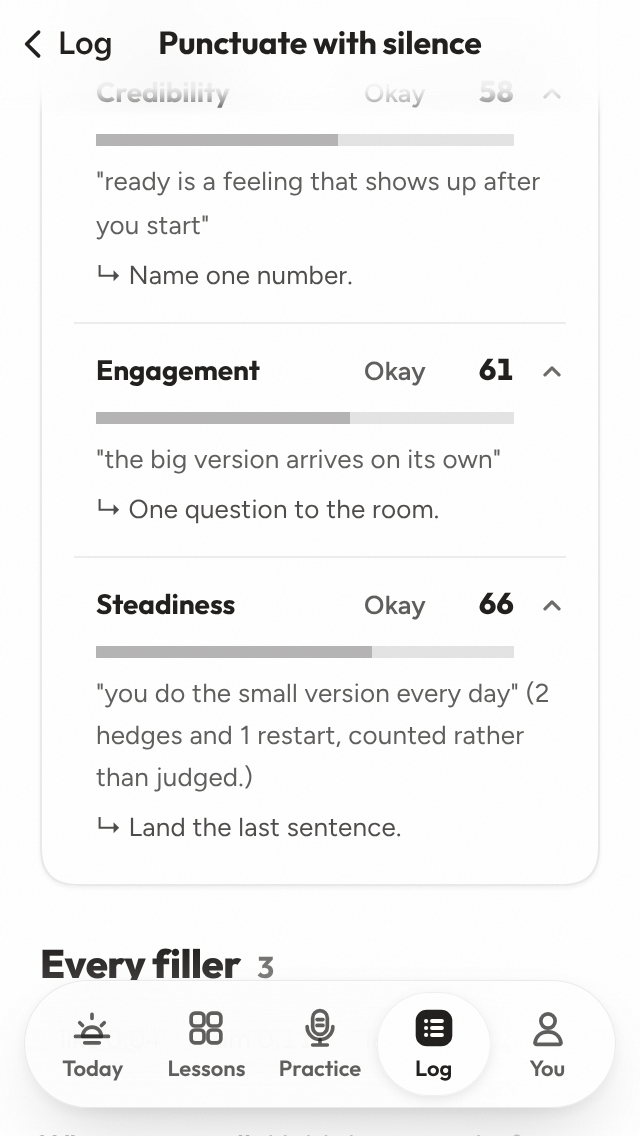 Log
Punctuate with silence
Credibility Okay 58
"ready is a feeling that shows up after
you start"
↳ Name one number.
Engagement Okay 61
"the big version arrives on its own"
↳ One question to the room.
Steadiness Okay 66
"you do the small version every day" (2
hedges and 1 restart, counted rather
than judged.)
↳ Land the last sentence.
Every filler 3
Today Lessons Practice Log You